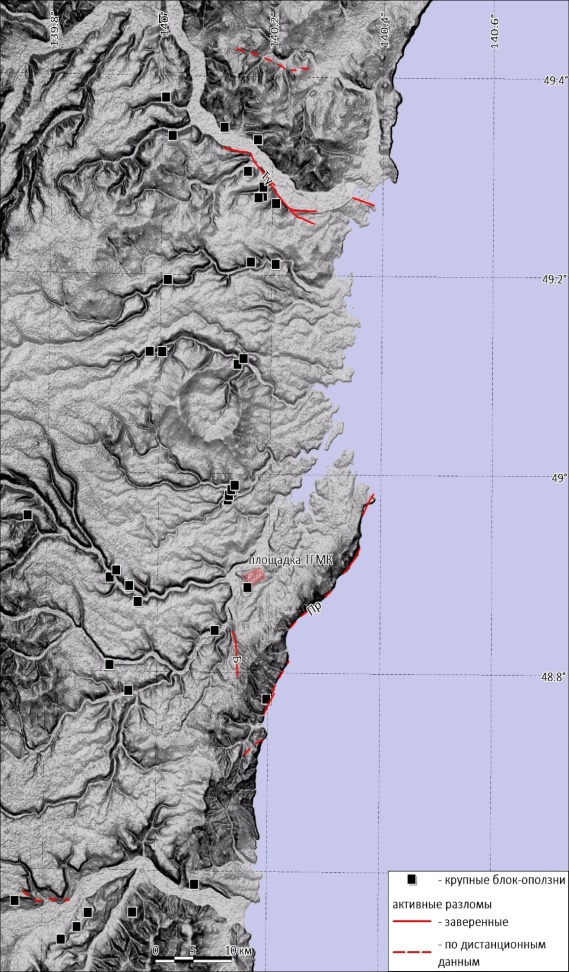 139.8°
140°
140.2°
140.4°
140.6°
49.4°
Ту
49.2°
49°
площадка ТГМК
Пр
Б
48.8°
- крупные блок-оползни
активные разломы
- заверенные
- по дистанционным
данным
0 5 10 км